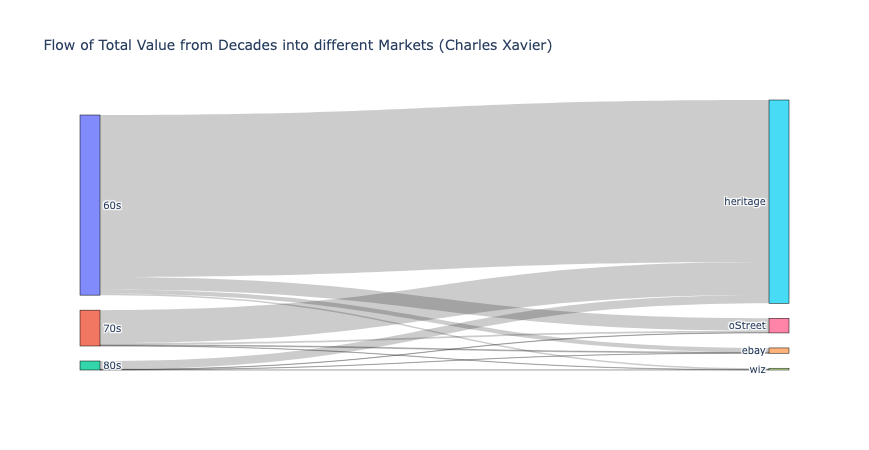 Flow of Total Value from Decades into different Markets (Charles Xavier)
60s
70s
80s
heritage
oStreet
ebay
wiz